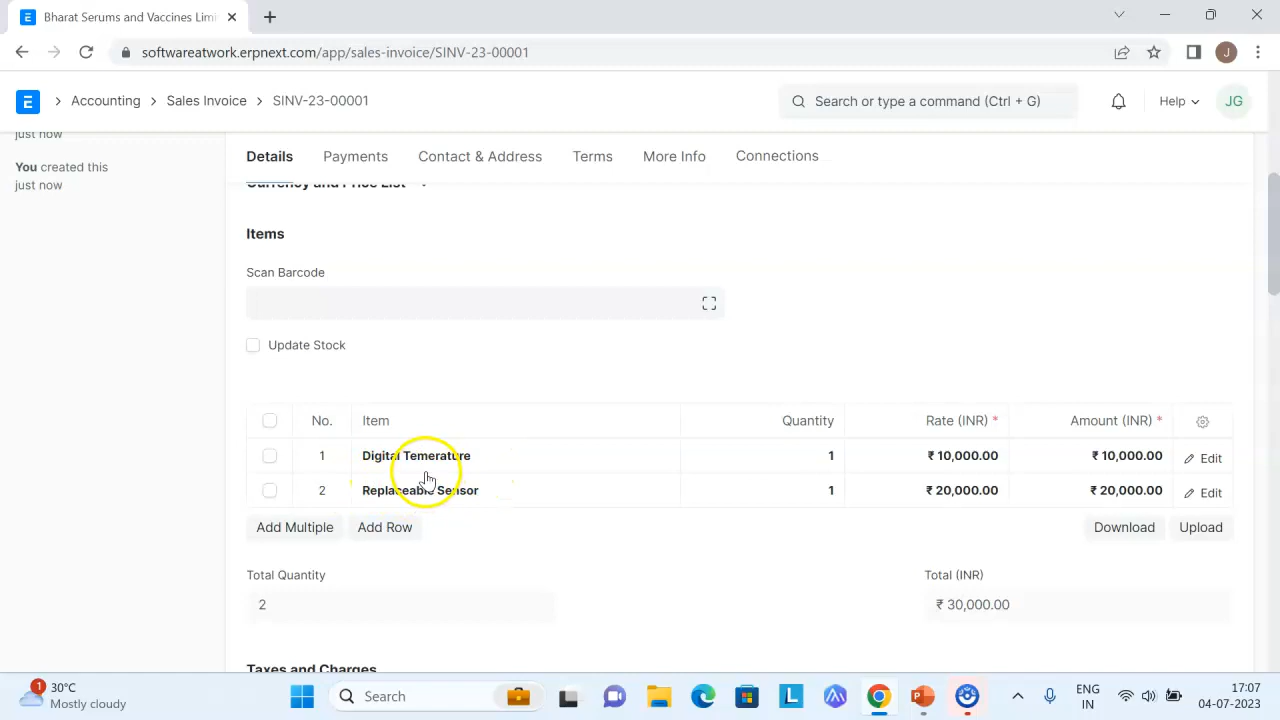 Bharat Serums and Vaccines Limi
softwareatwork.erpnext.com/app/sales-invoice/SINV-23-00001
J
E
Accounting
Sales Invoice
SINV-23-00001
Search or type a command (Ctrl + G)
Help
JG
just now
You created this
just now
Details
Payments
Contact & Address
Terms
More Info
Connections
Currency and Price List
Items
Scan Barcode
Update Stock
No. Item Quantity Rate (INR) * Amount (INR) *
1 Digital Temerature 1 ₹ 10,000.00 ₹ 10,000.00 Edit
2 Replaceable Sensor 1 ₹ 20,000.00 ₹ 20,000.00 Edit
Add Multiple Add Row Download Upload
Total Quantity Total (INR)
2 ₹ 30,000.00
Taxes and Charges
1 30°C
Mostly cloudy
Search
ENG
IN
17:07
04-07-2023